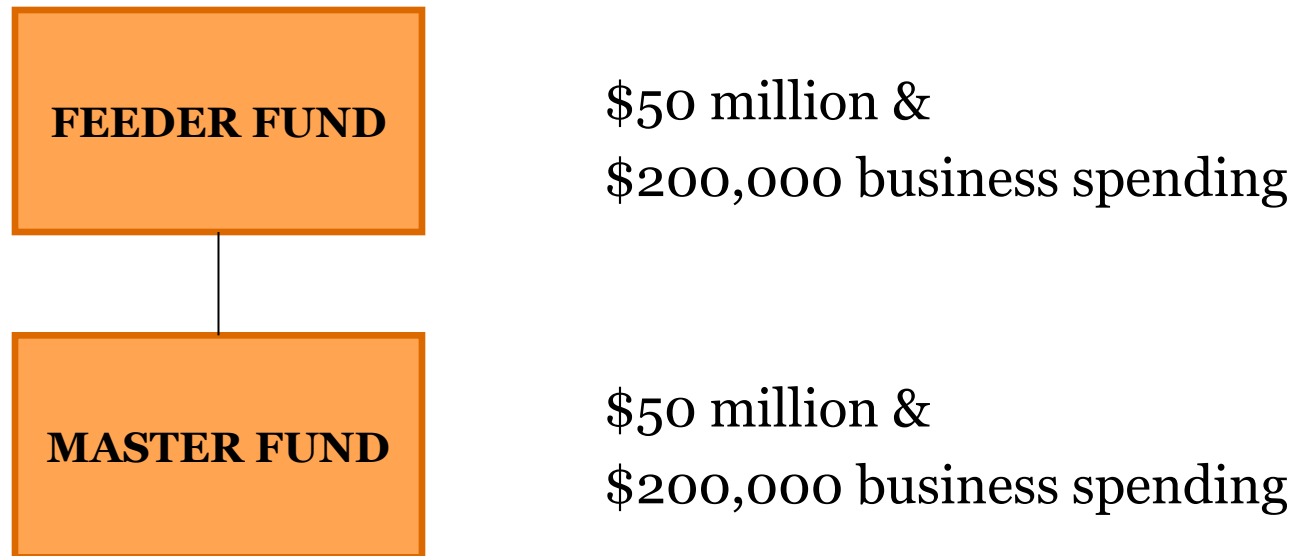 FEEDER FUND
$50 million &
$200,000 business spending
MASTER FUND
$50 million &
$200,000 business spending